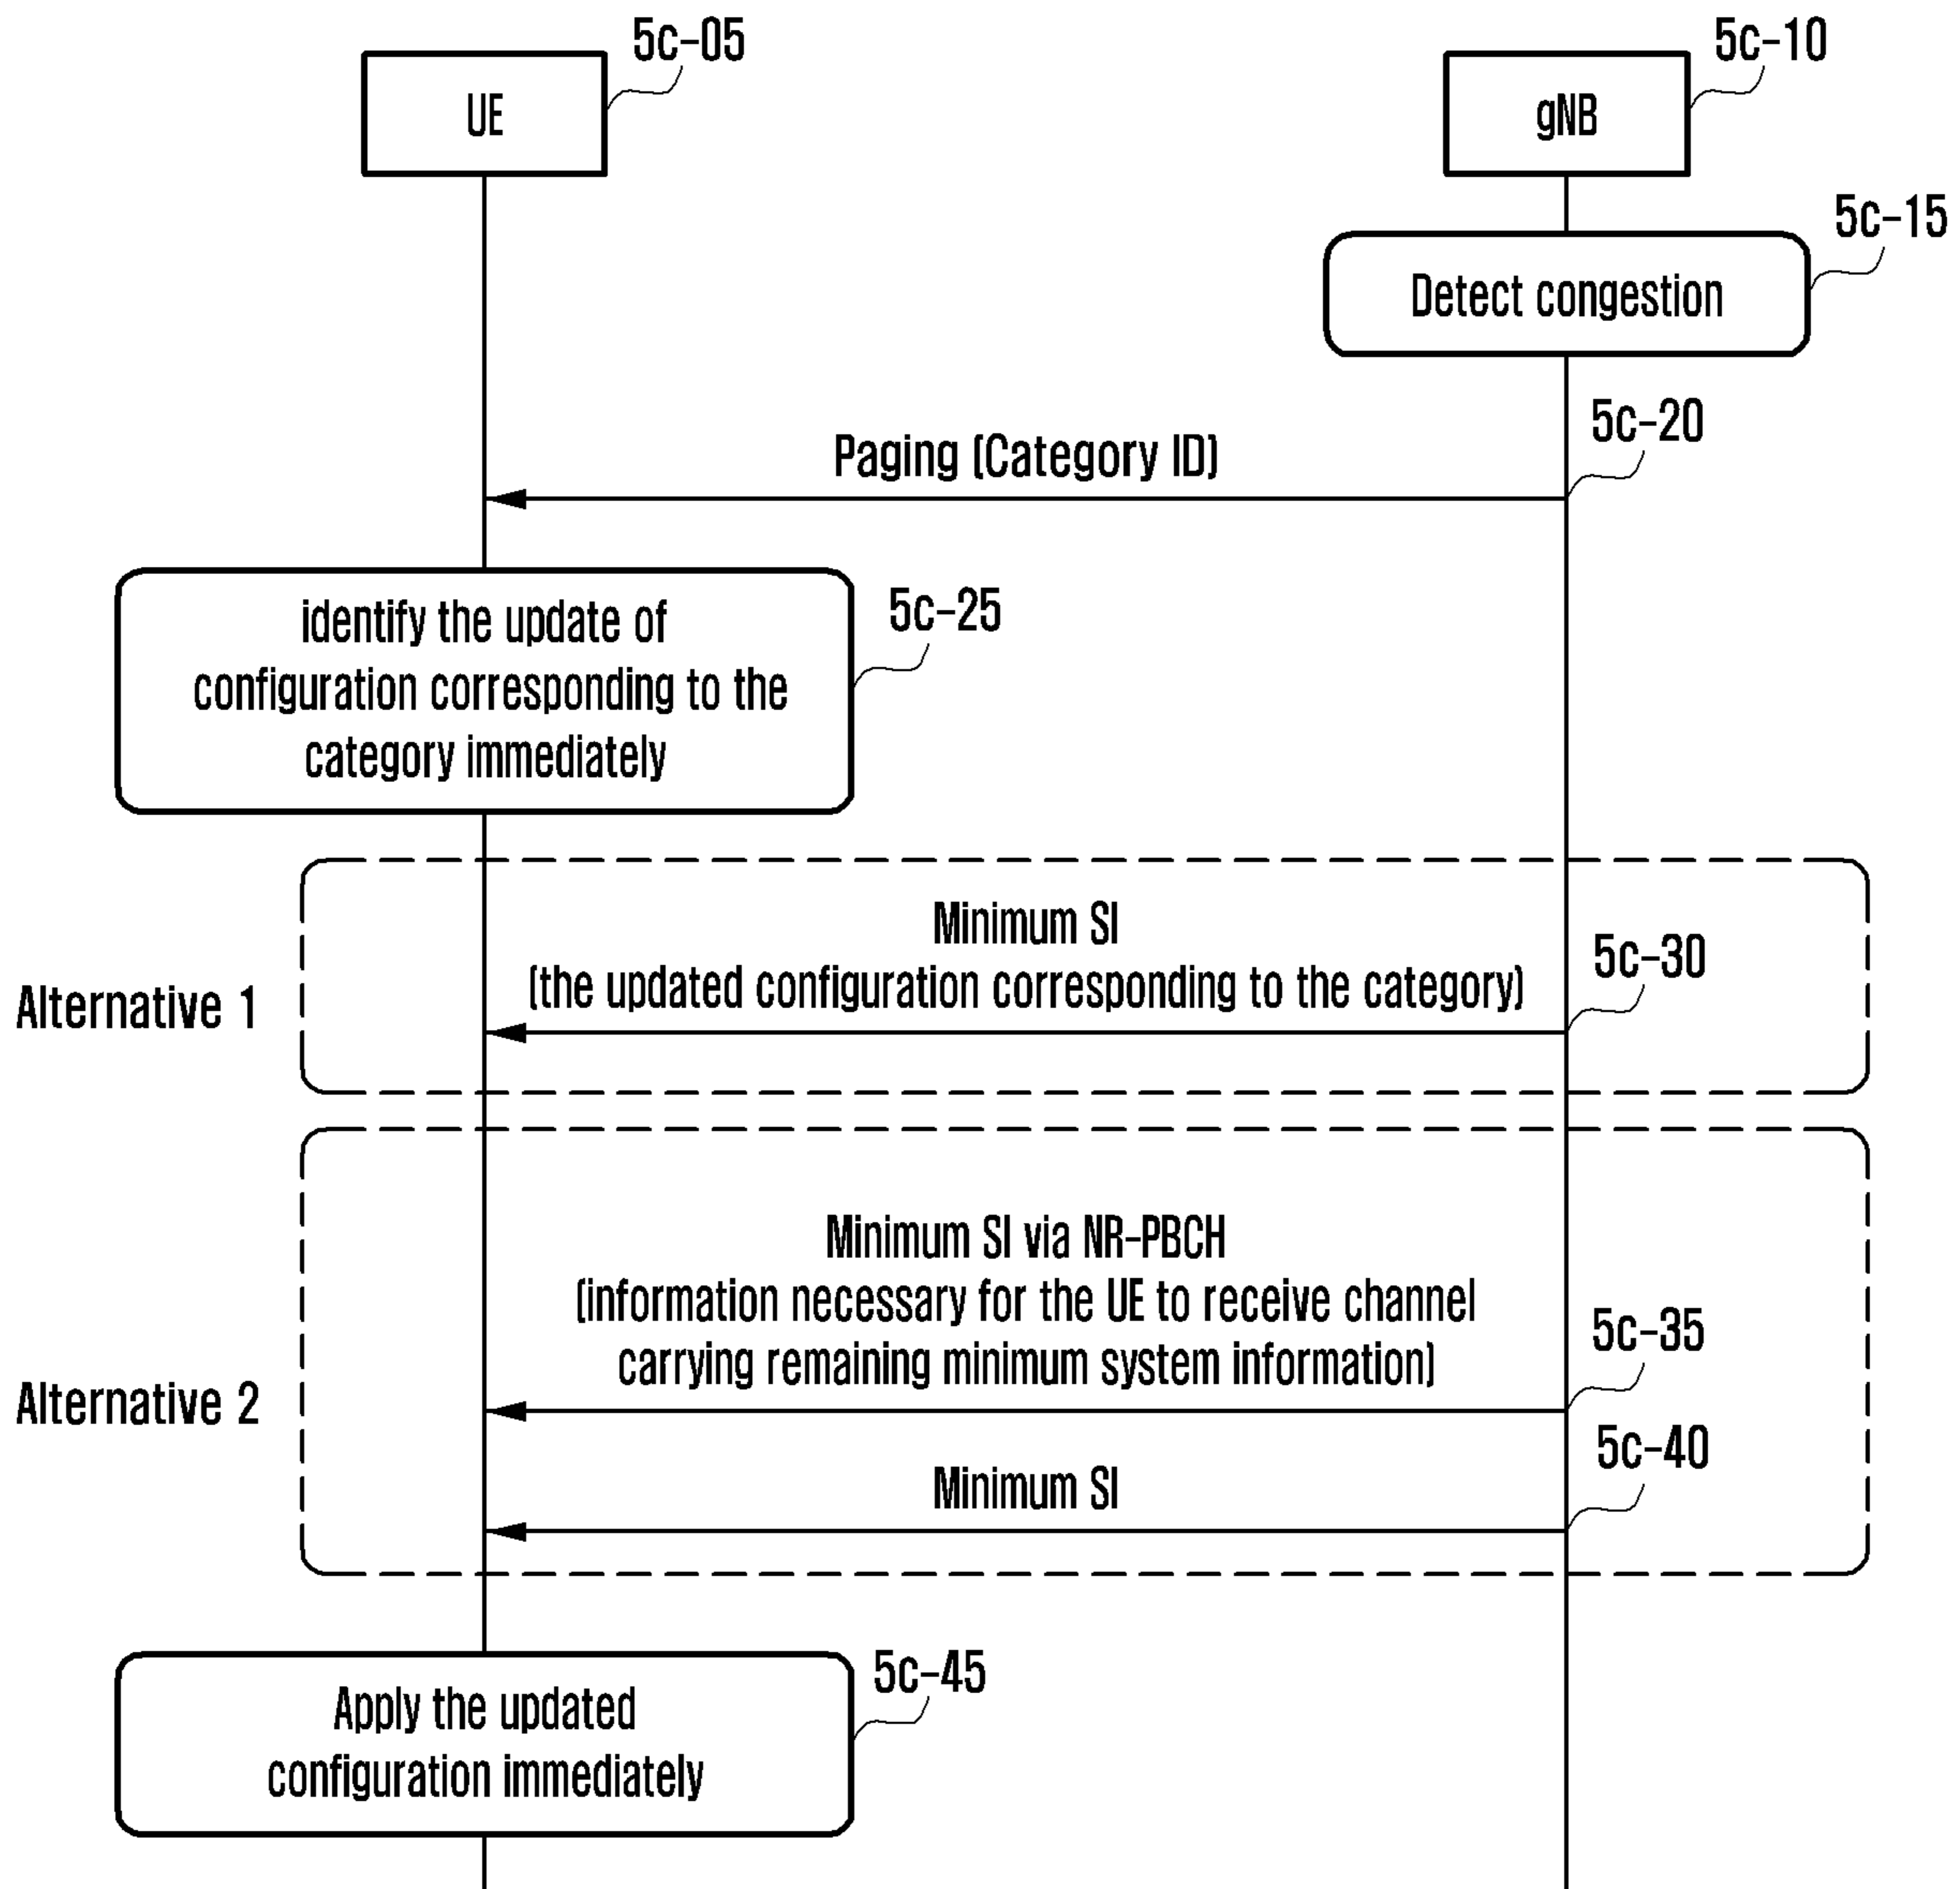 5c-05
5c-10
UE
gNB
5c-15
Detect congestion
5c-20
Paging (Category ID)
5c-25
identify the update of
configuration corresponding to the
category immediately
Alternative 1
Minimum SI
(the updated configuration corresponding to the category)
5c-30
Alternative 2
Minimum SI via NR-PBCH
(information necessary for the UE to receive channel
carrying remaining minimum system information)
5c-35
5c-40
Minimum SI
5c-45
Apply the updated
configuration immediately